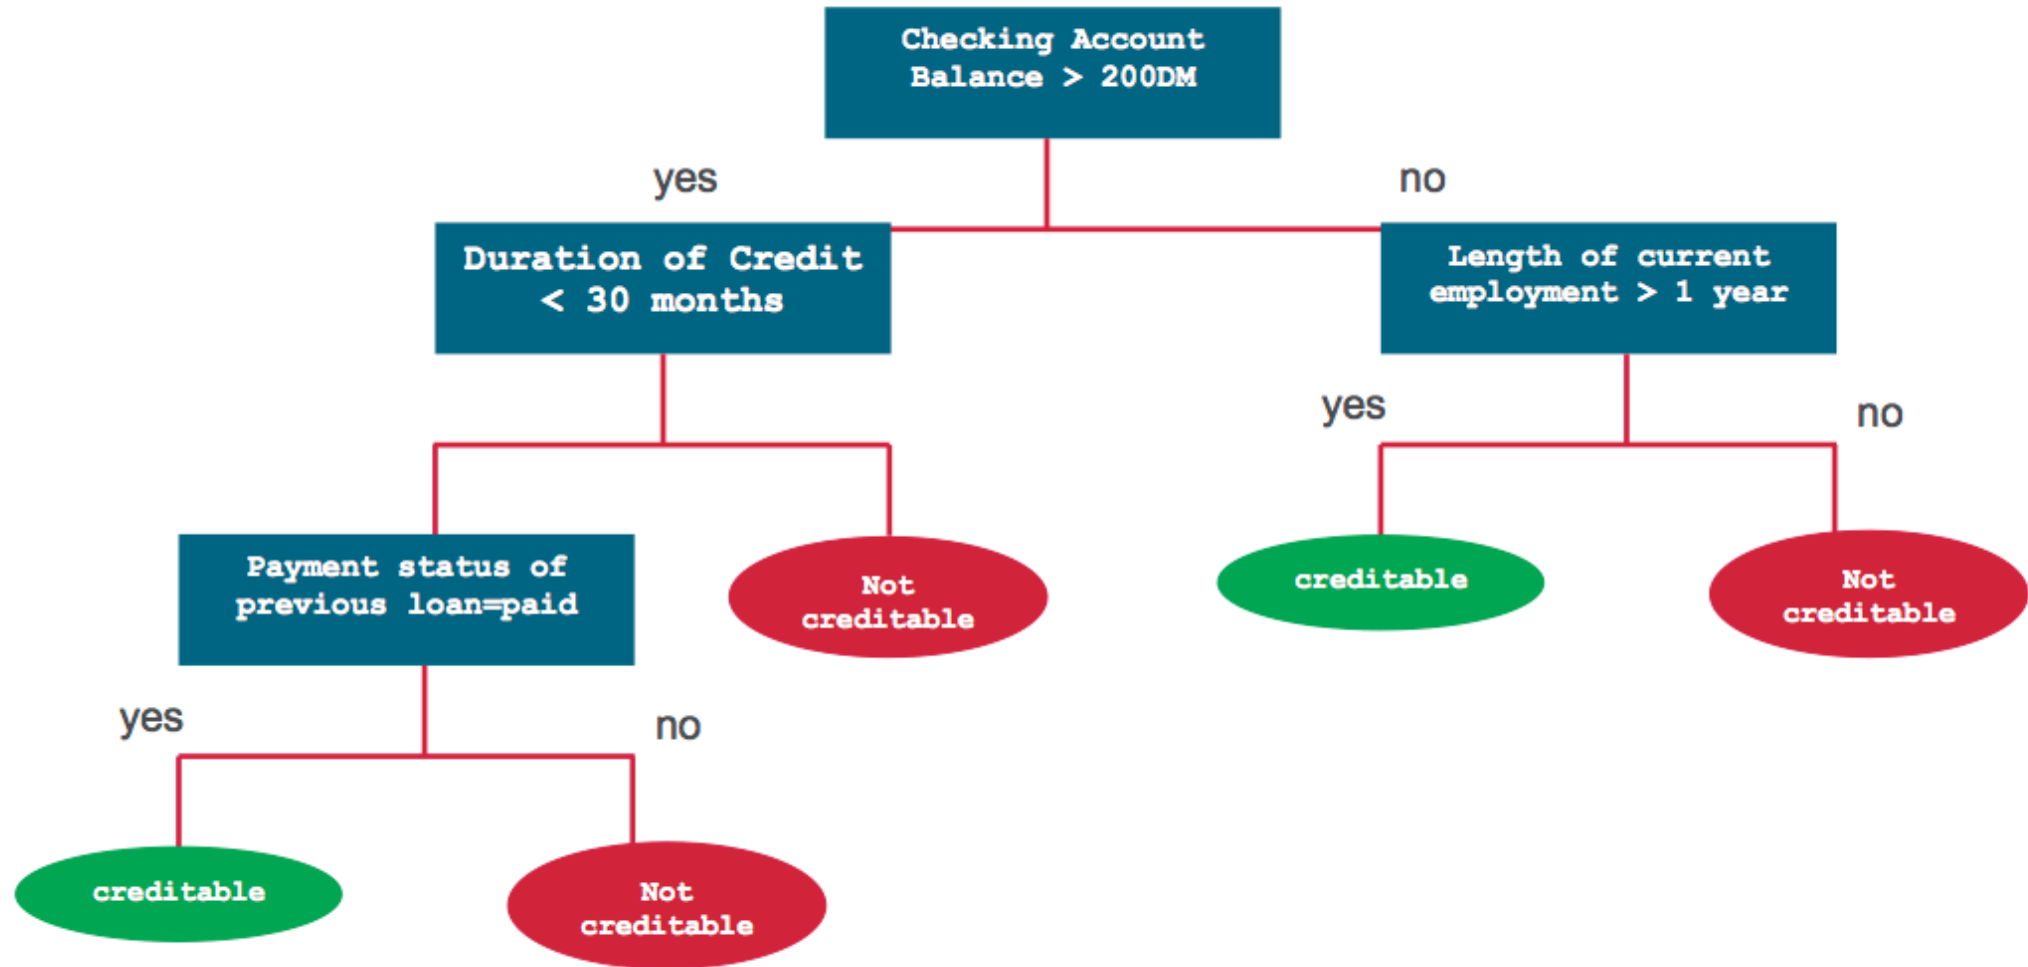 Checking Account
Balance > 200DM
yes
no
Duration of Credit
< 30 months
Length of current
employment > 1 year
yes
no
Payment status of
previous loan=paid
Not
creditable
creditable
Not
creditable
yes
no
creditable
Not
creditable